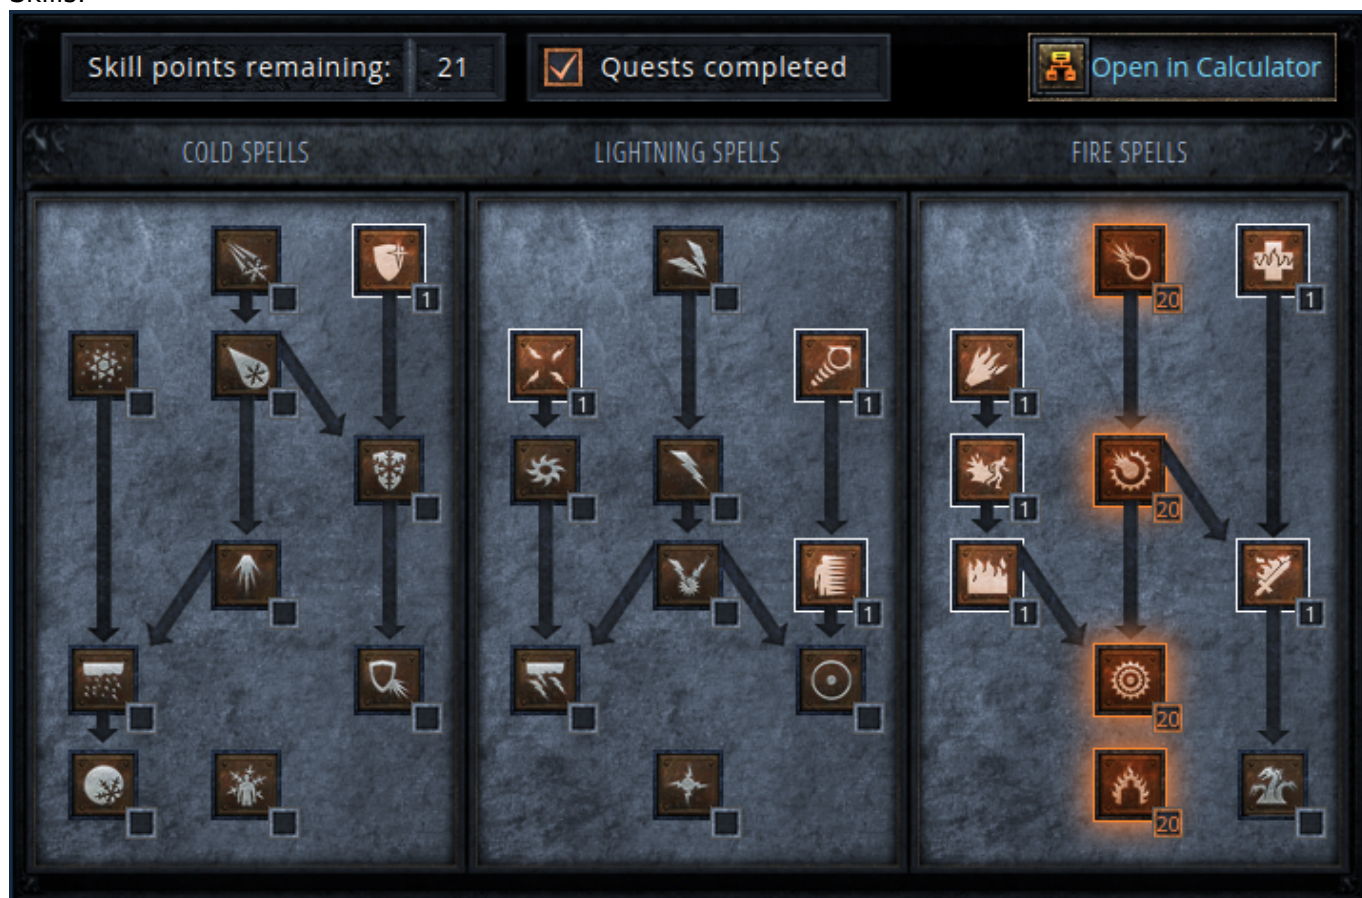 Skills:
Skill points remaining: 21
Quests completed
Open in Calculator
COLD SPELLS
LIGHTNING SPELLS
FIRE SPELLS
20
1
1
1
1
1
1
20
1
1
1
1
20
20